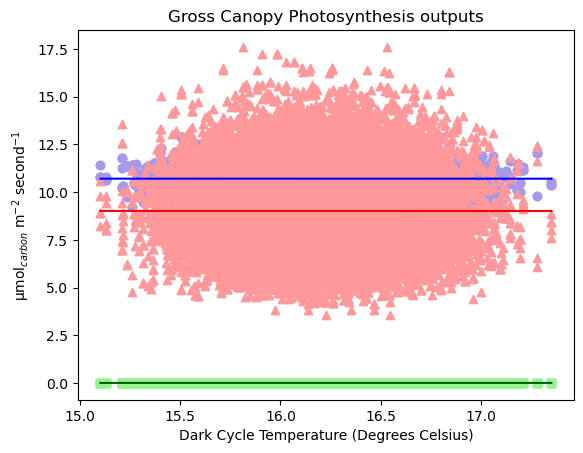 Gross Canopy Photosynthesis outputs
17.5
15.0
12.5
10.0
7.5
5.0
2.5
0.0
µmol_carbon m⁻² second⁻¹
15.0 15.5 16.0 16.5 17.0
Dark Cycle Temperature (Degrees Celsius)